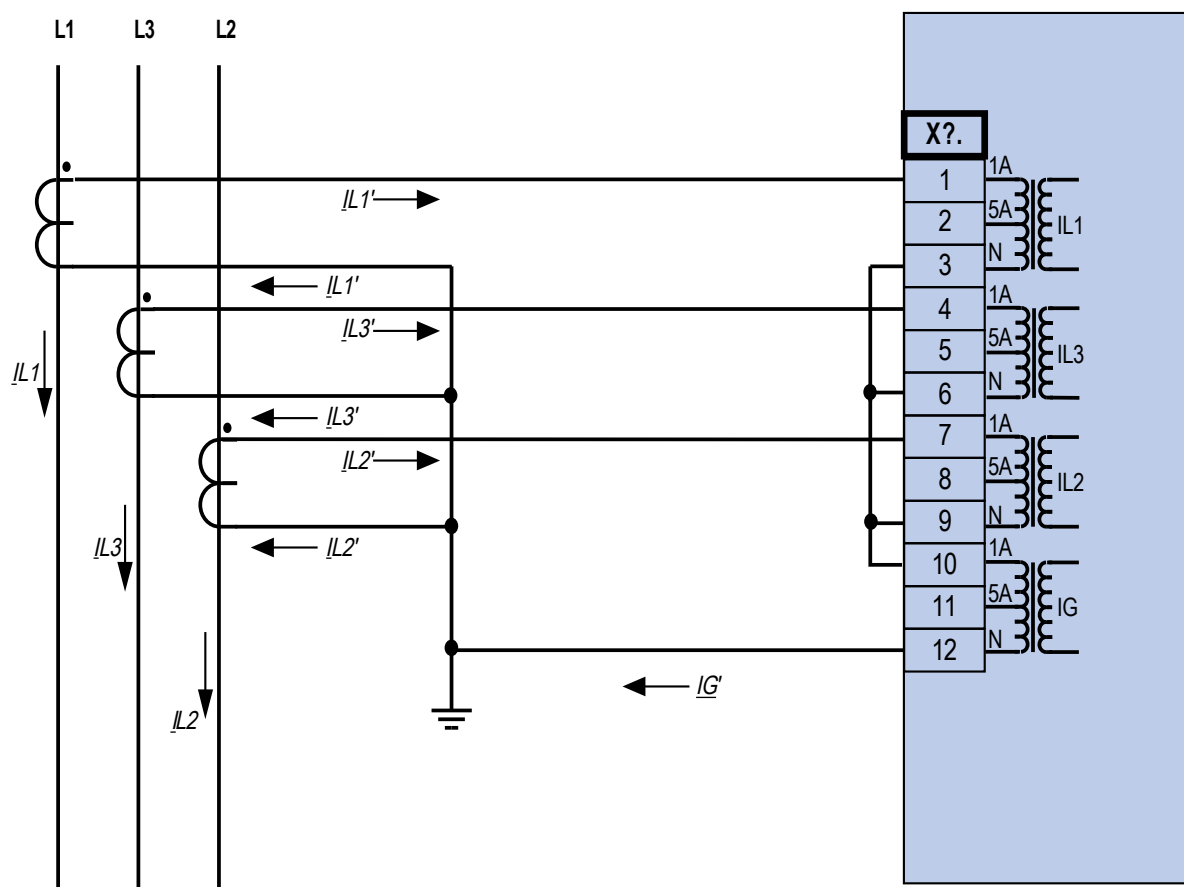 L1 L3 L2
X?.
1 1A
IL1'
2 5A IL1
3 N
IL1'
4 1A
IL3'
5 5A IL3
IL1
6 N
IL3'
7 1A
IL2'
8 5A IL2
9 N
IL3 IL2'
10 1A
11 5A IG
12 N
IG'
IL2